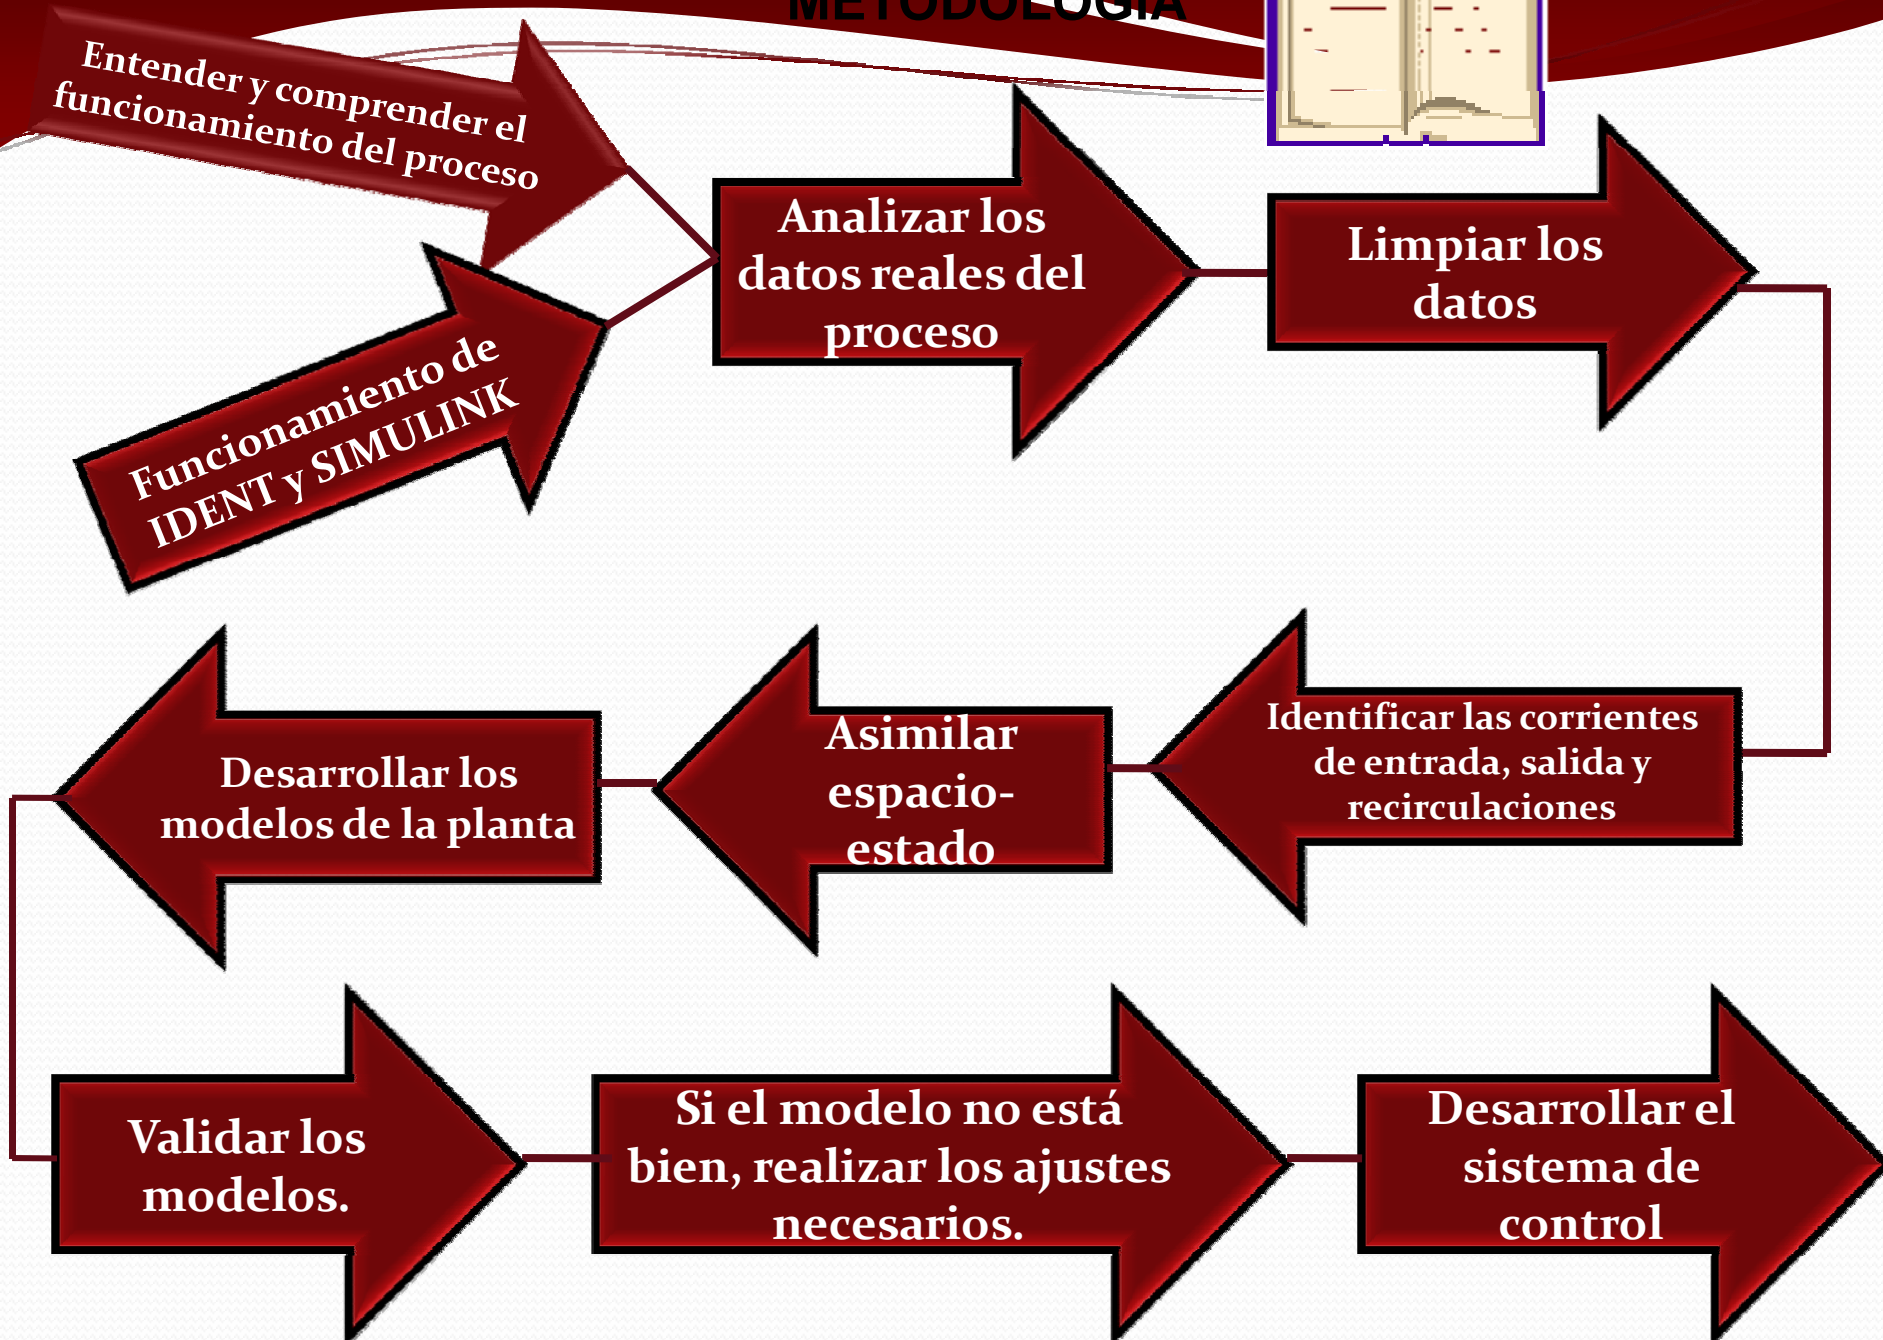 METODOLOGÍA
Entender y comprender el
funcionamiento del proceso
Funcionamiento de
IDENT y SIMULINK
Analizar los
datos reales del
proceso
Limpiar los
datos
Identificar las corrientes
de entrada, salida y
recirculaciones
Asimilar
espacio-
estado
Desarrollar los
modelos de la planta
Validar los
modelos.
Si el modelo no está
bien, realizar los ajustes
necesarios.
Desarrollar el
sistema de
control